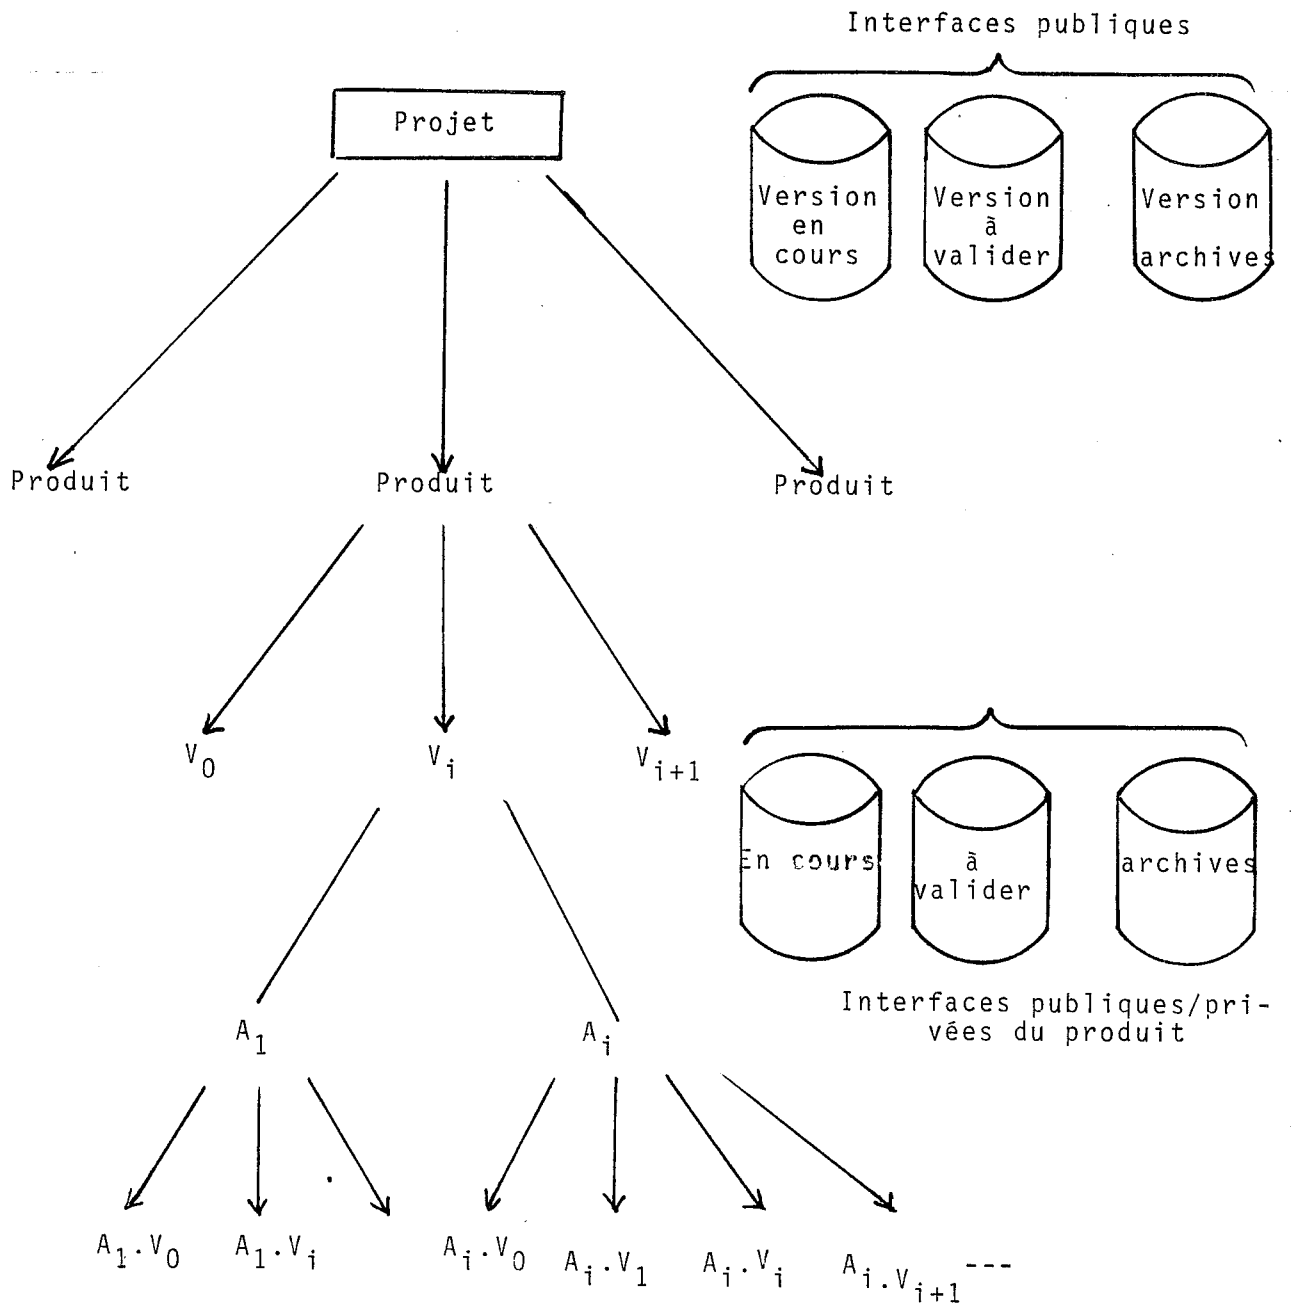 Interfaces publiques
Projet
Version
en
cours
Version
à
valider
Version
archives
Produit
Produit
Produit
V0
Vi
Vi+1
En cours
à
valider
archives
Interfaces publiques/pri-
vées du produit
A1
Ai
A1.V0
A1.Vi
Ai.V0
Ai.V1
Ai.Vi
Ai.Vi+1---